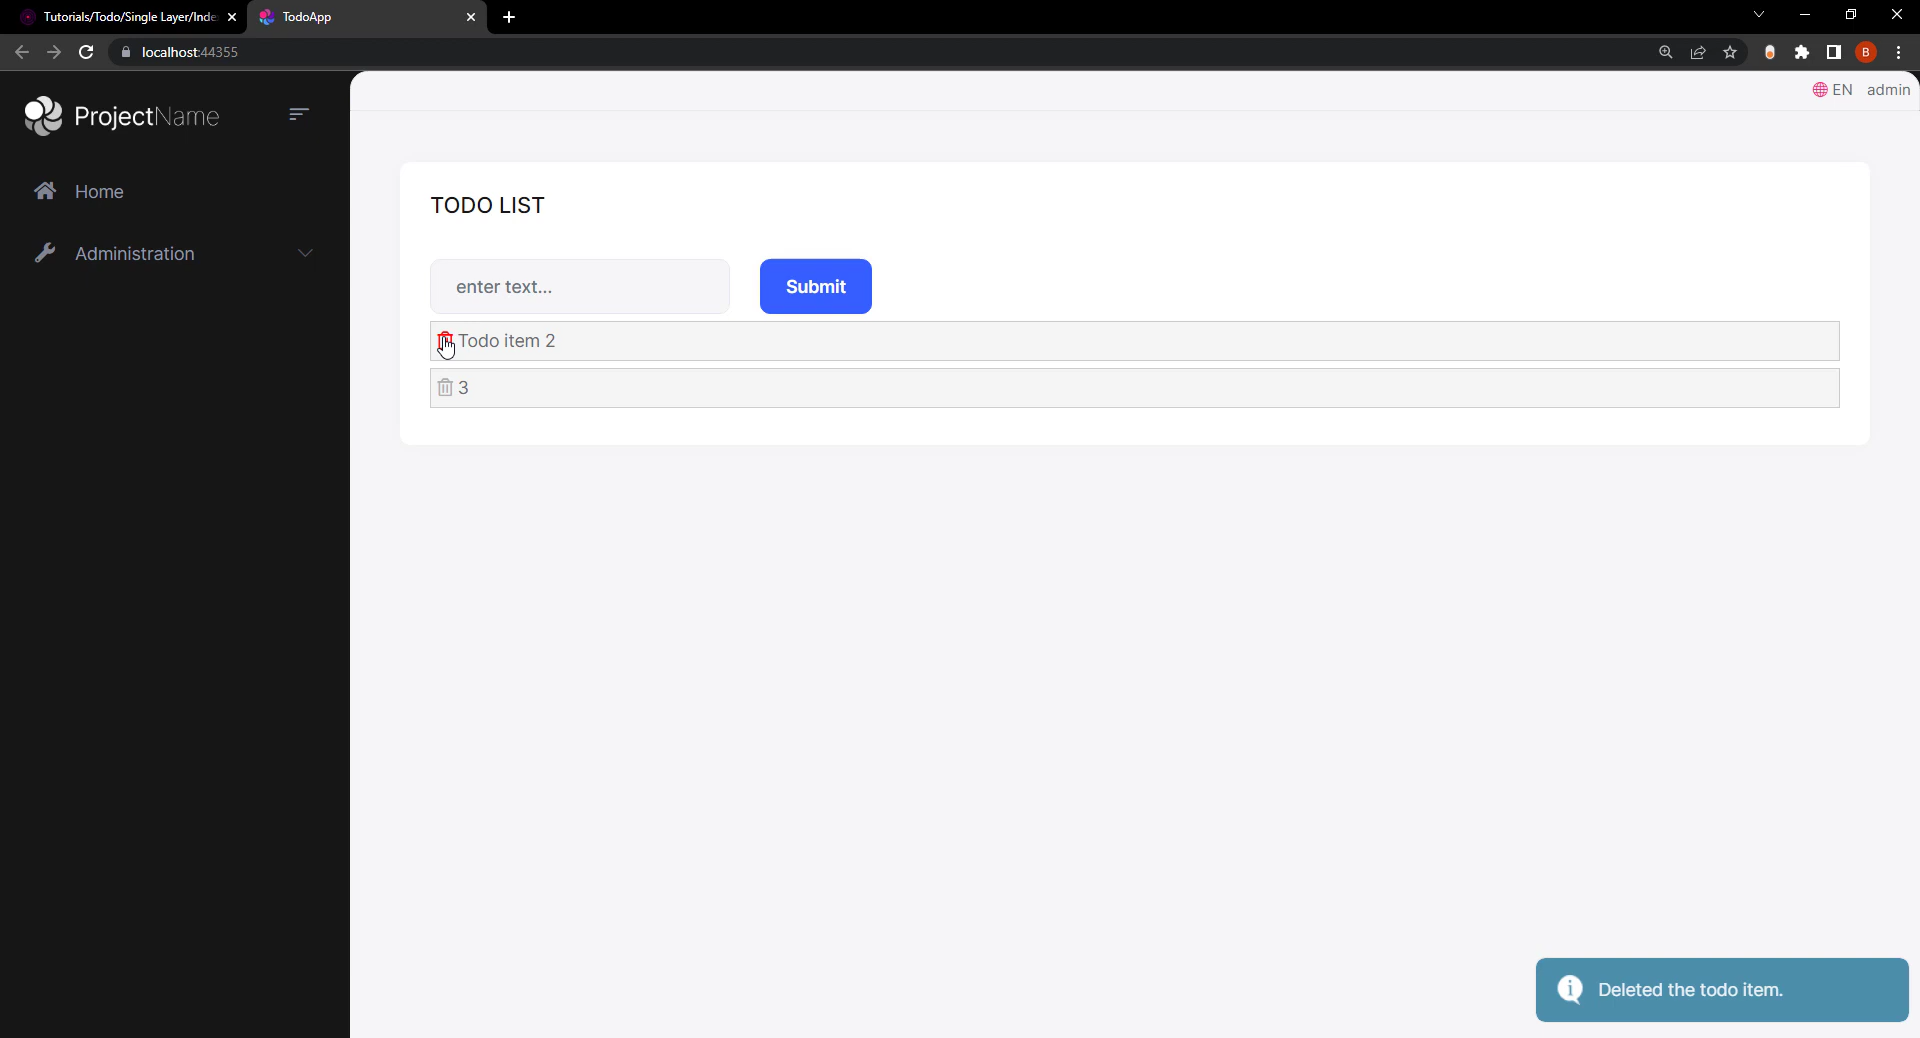 Tutorials/Todo/Single Layer/Inde
TodoApp
localhost:44355
B
ProjectName
EN admin
Home
Administration
TODO LIST
enter text...
Submit
Todo item 2
3
Deleted the todo item.